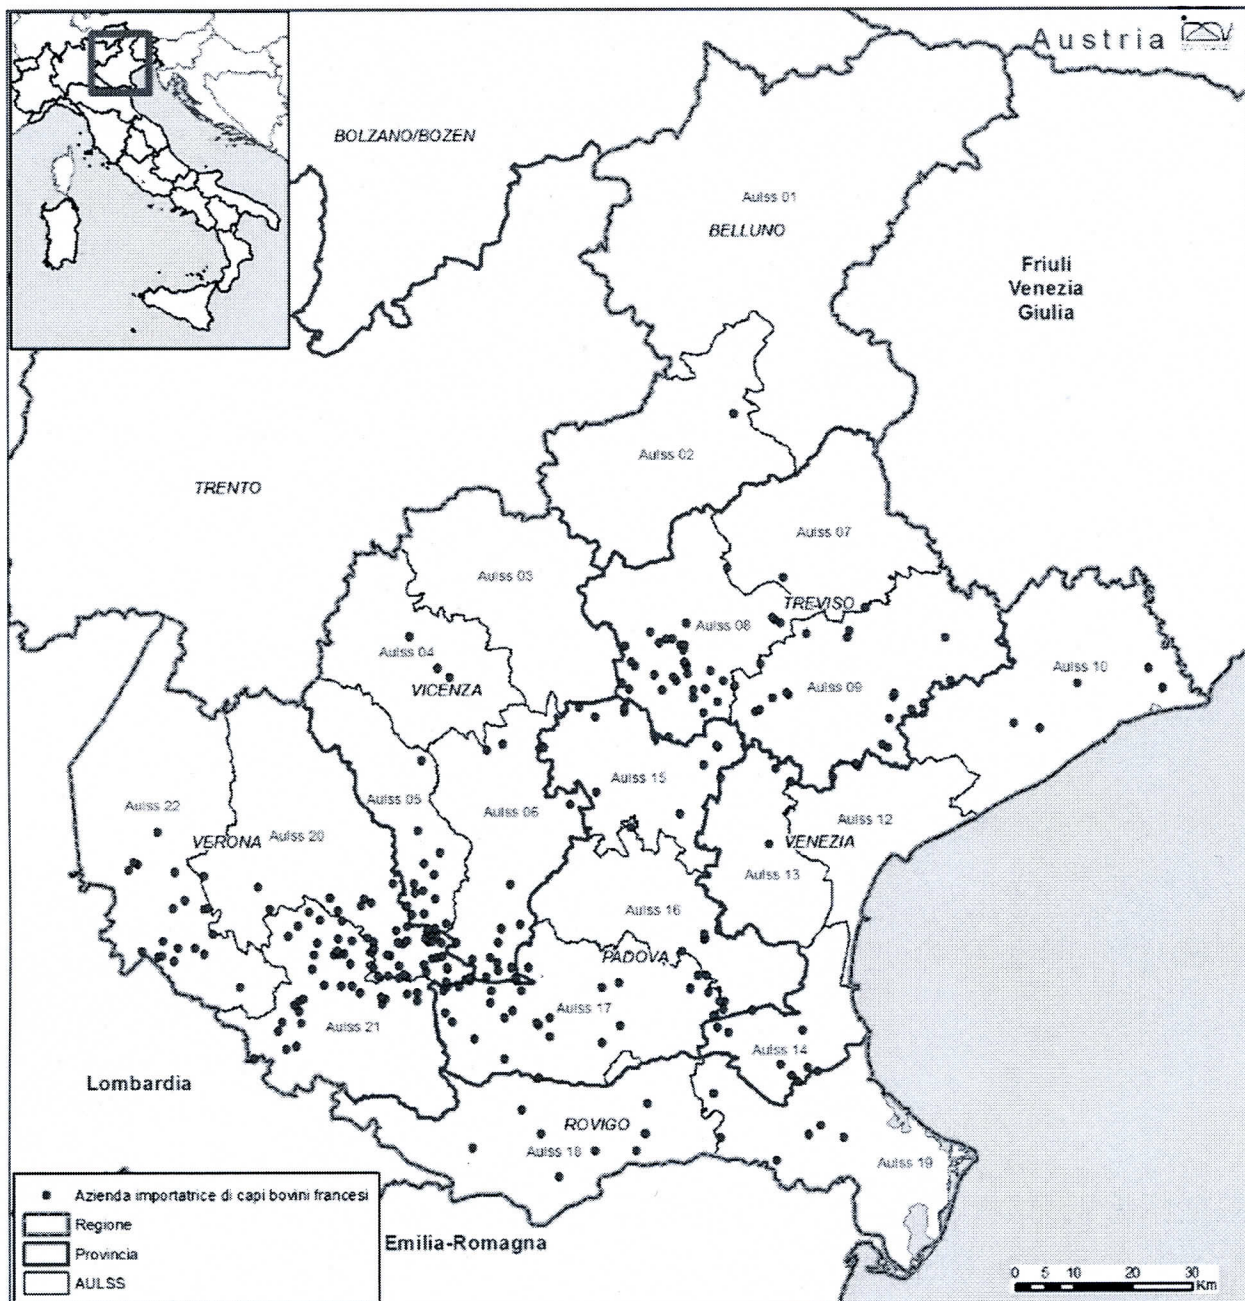 Austria
BOLZANO/BOZEN
Aulss 01
BELLUNO
Friuli
Venezia
Giulia
Aulss 02
TRENTO
Aulss 07
Aulss 03
TREVISO
Aulss 08
Aulss 04
VICENZA
Aulss 10
Aulss 09
Aulss 15
Aulss 05
Aulss 22
Aulss 06
Aulss 12
Aulss 20
VERONA
VENEZIA
Aulss 13
Aulss 16
PADOVA
Aulss 17
Aulss 21
Aulss 14
Lombardia
ROVIGO
Aulss 18
Aulss 19
Azienda importatrice di capi bovini francesi
Regione
Provincia
AULSS
Emilia-Romagna
0 5 10 20 30
Km